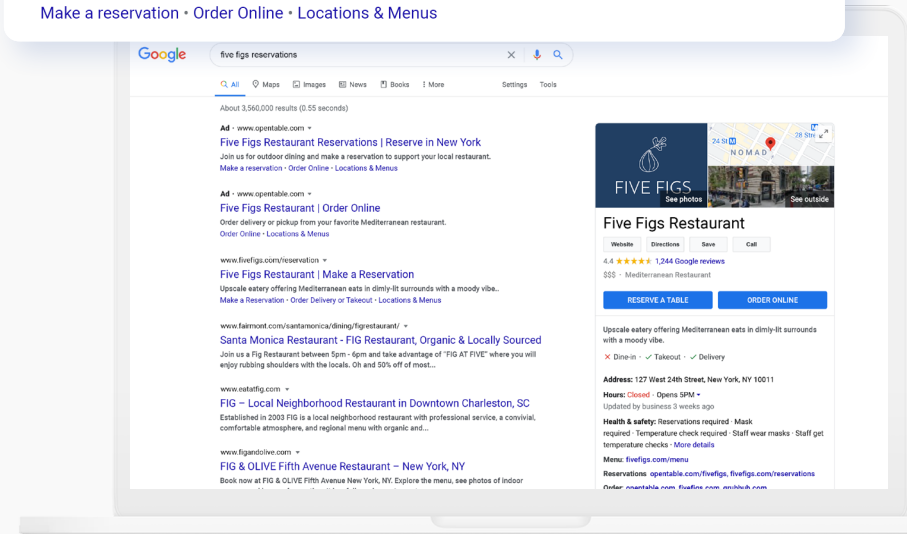 Make a reservation • Order Online • Locations & Menus
Google
five figs reservations
All Maps Images News Books More Settings Tools
About 3,560,000 results (0.55 seconds)
Ad · www.opentable.com
Five Figs Restaurant Reservations | Reserve in New York
Join us for outdoor dining and make a reservation to support your local restaurant.
Make a reservation • Order Online • Locations & Menus
Ad · www.opentable.com
Five Figs Restaurant | Order Online
Order delivery or pickup from your favorite Mediterranean restaurant.
Order Online • Locations & Menus
www.fivefigs.com/reservation
Five Figs Restaurant | Make a Reservation
Upscale eatery offering Mediterranean eats in dimly-lit surrounds with a moody vibe..
Make a Reservation • Order Delivery or Takeout • Locations & Menus
www.fairmont.com/santamonica/dining/figrestaurant/
Santa Monica Restaurant - FIG Restaurant, Organic & Locally Sourced
Join us a Fig Restaurant between 5pm - 6pm and take advantage of "FIG AT FIVE" where you will
enjoy rubbing shoulders with the locals. Oh and 50% off of most...
www.eatatfig.com
FIG – Local Neighborhood Restaurant in Downtown Charleston, SC
Established in 2003 FIG is a local neighborhood restaurant with professional service, a convivial,
comfortable atmosphere, and regional menu with organic and...
www.figandolive.com
FIG & OLIVE Fifth Avenue Restaurant – New York, NY
Book now at FIG & OLIVE Fifth Avenue New York, NY. Explore the menu, see photos of indoor
24 St M
28 Stre
NOMAD
FIVE FIGS
See photos
See outside
Five Figs Restaurant
Website Directions Save Call
4.4 ★★★★★ 1,244 Google reviews
$$$ · Mediterranean Restaurant
RESERVE A TABLE ORDER ONLINE
Upscale eatery offering Mediterranean eats in dimly-lit surrounds
with a moody vibe.
Dine-in · Takeout · Delivery
Address: 127 West 24th Street, New York, NY 10011
Hours: Closed · Opens 5PM
Updated by business 3 weeks ago
Health & safety: Reservations required · Mask
required · Temperature check required · Staff wear masks · Staff get
temperature checks · More details
Menu: fivefigs.com/menu
Reservations opentable.com/fivefigs, fivefigs.com/reservations
Order: opentable.com, fivefigs.com, grubhub.com